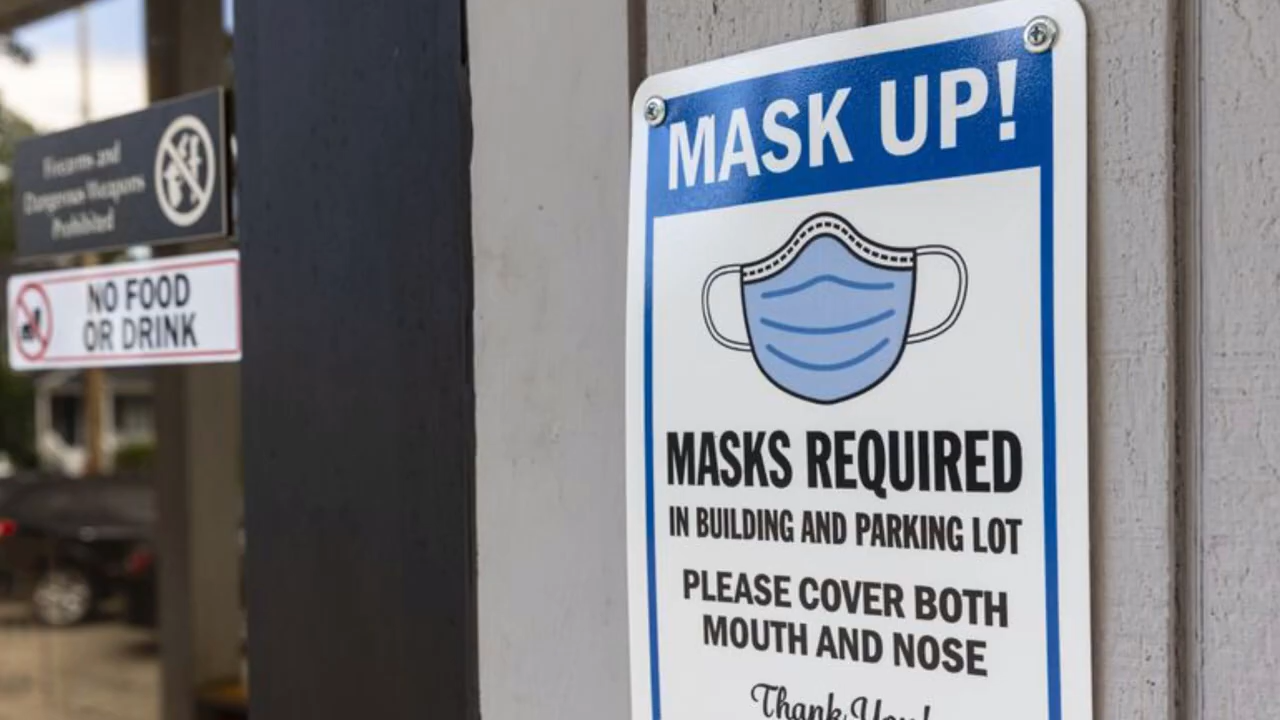 Firearms and
Dangerous Weapons
Prohibited
NO FOOD
OR DRINK
MASK UP!
MASKS REQUIRED
IN BUILDING AND PARKING LOT
PLEASE COVER BOTH
MOUTH AND NOSE
Thank You!